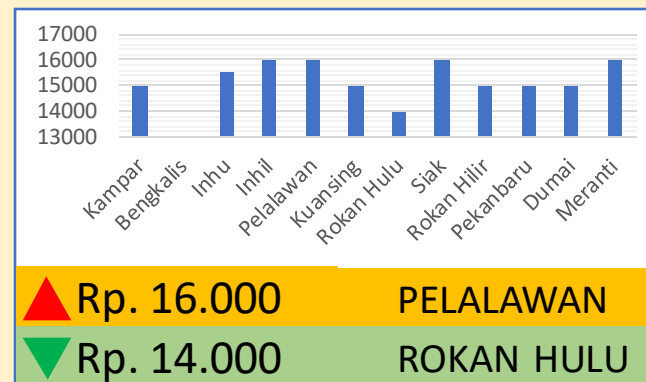 17000
16000
15000
14000
13000
Kampar
Bengkalis
Inhu
Inhil
Pelalawan
Kuansing
Rokan Hulu
Siak
Rokan Hilir
Pekanbaru
Dumai
Meranti
Rp. 16.000 PELALAWAN
Rp. 14.000 ROKAN HULU